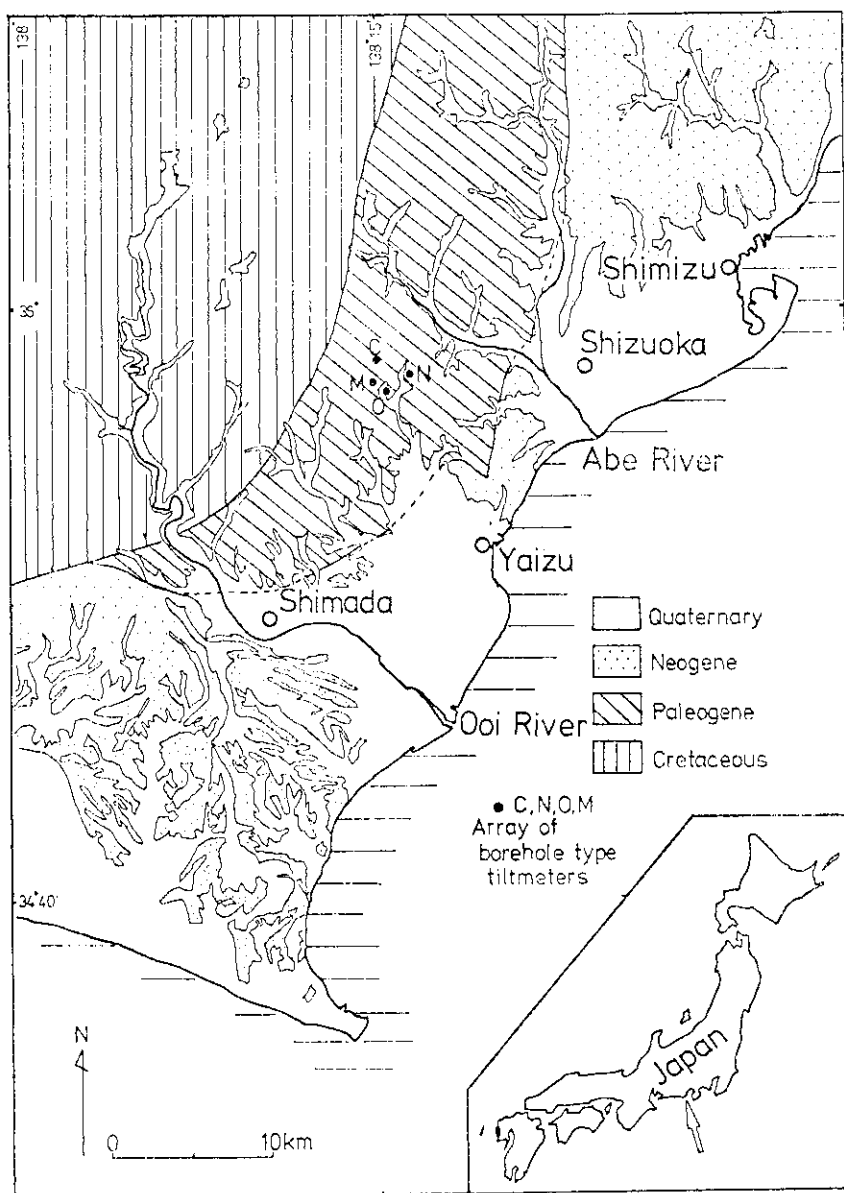 138°
138°15'
35°
34°40'
Shimizu
Shizuoka
C
M
N
O
Abe River
Yaizu
Shimada
Ooi River
Quaternary
Neogene
Paleogene
Cretaceous
● C,N,O,M
Array of
borehole type
tiltmeters
Japan
N
0 10km